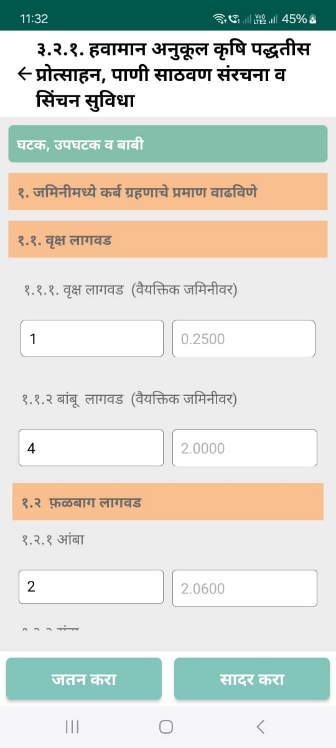 11:32
45%
३.२.१. हवामान अनुकूल कृषि पद्धतीस
प्रोत्साहन, पाणी साठवण संरचना व
सिंचन सुविधा
घटक, उपघटक व बाबी
१. जमिनीमध्ये कर्ब ग्रहणाचे प्रमाण वाढविणे
१.१. वृक्ष लागवड
१.१.१. वृक्ष लागवड (वैयक्तिक जमिनीवर)
1 0.2500
१.१.२ बांबू लागवड (वैयक्तिक जमिनीवर)
4 2.0000
१.२ फ़ळबाग लागवड
१.२.१ आंबा
2 2.0600
जतन करा सादर करा